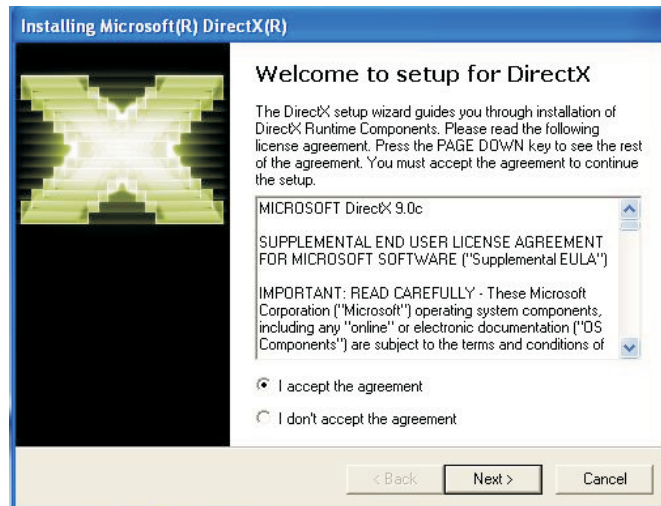 Installing Microsoft(R) DirectX(R)
Welcome to setup for DirectX
The DirectX setup wizard guides you through installation of
DirectX Runtime Components. Please read the following
license agreement. Press the PAGE DOWN key to see the rest
of the agreement. You must accept the agreement to continue
the setup.
MICROSOFT DirectX 9.0c
SUPPLEMENTAL END USER LICENSE AGREEMENT
FOR MICROSOFT SOFTWARE ("Supplemental EULA")
IMPORTANT: READ CAREFULLY - These Microsoft
Corporation ("Microsoft") operating system components,
including any "online" or electronic documentation ("OS
Components") are subject to the terms and conditions of
I accept the agreement
I don't accept the agreement
< Back Next > Cancel